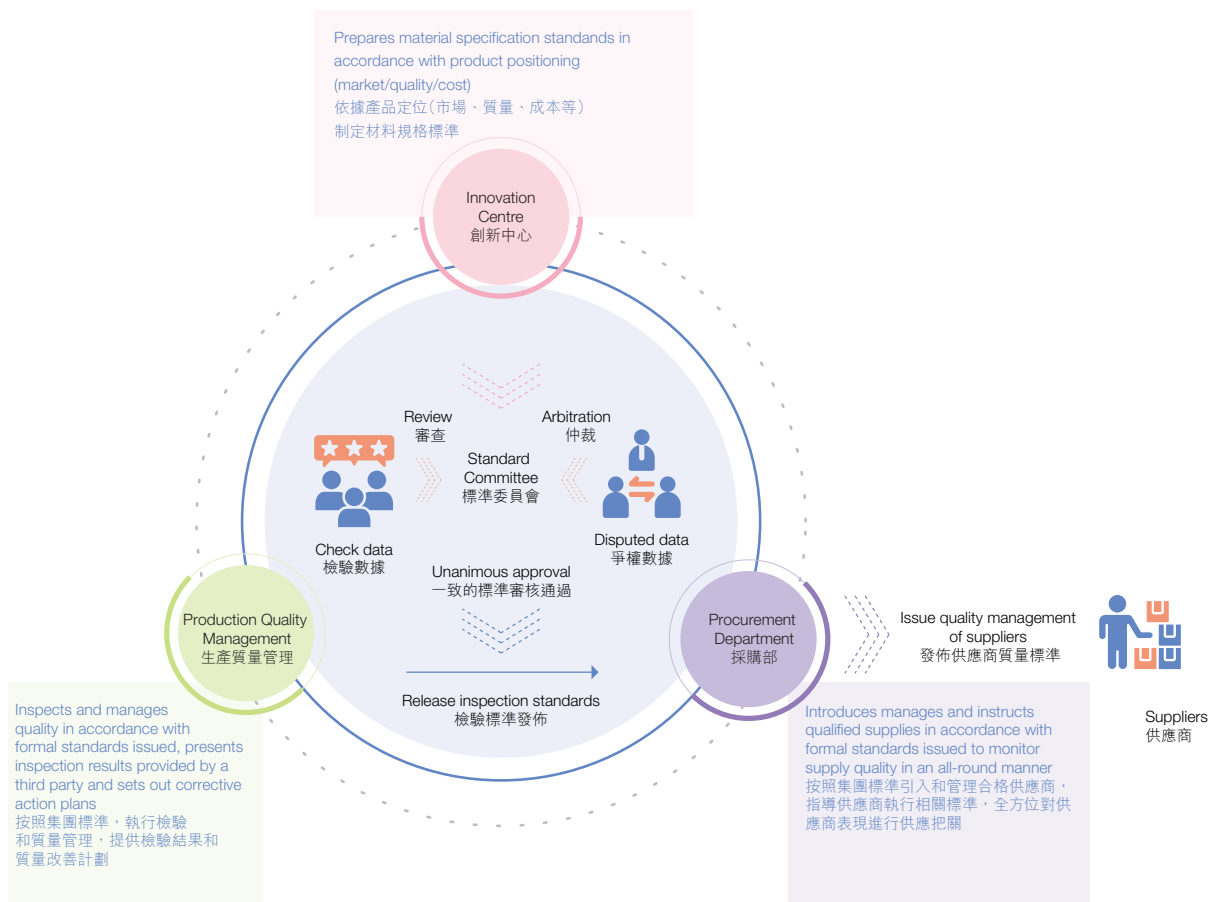 Prepares material specification standands in
accordance with product positioning
(market/quality/cost)
依據產品定位(市場、質量、成本等)
制定材料規格標準
Innovation
Centre
創新中心
Review
審查
Arbitration
仲裁
Standard
Committee
標準委員會
Check data
檢驗數據
Disputed data
爭權數據
Unanimous approval
一致的標準審核通過
Release inspection standards
檢驗標準發佈
Production Quality
Management
生產質量管理
Procurement
Department
採購部
Issue quality management
of suppliers
發佈供應商質量標準
Suppliers
供應商
Inspects and manages
quality in accordance with
formal standards issued, presents
inspection results provided by a
third party and sets out corrective
action plans
按照集團標準，執行檢驗
和質量管理，提供檢驗結果和
質量改善計劃
Introduces manages and instructs
qualified supplies in accordance with
formal standards issued to monitor
supply quality in an all-round manner
按照集團標準引入和管理合格供應商，
指導供應商執行相關標準，全方位對供
應商表現進行供應把關